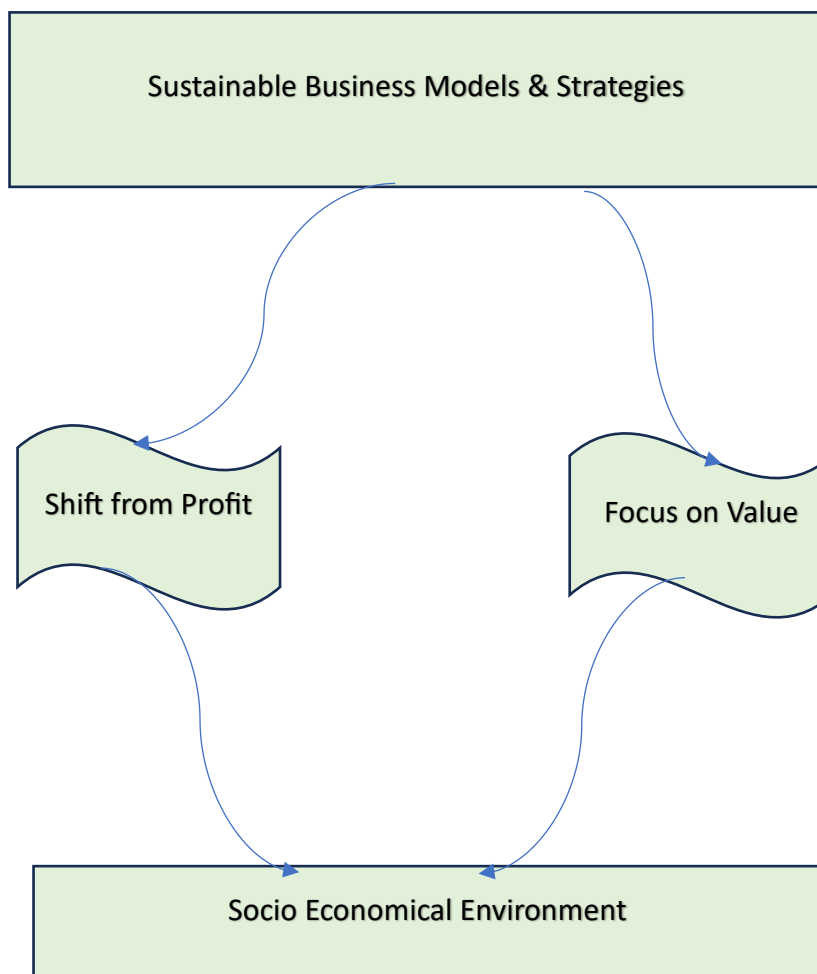 Sustainable Business Models & Strategies
Shift from Profit
Focus on Value
Socio Economical Environment